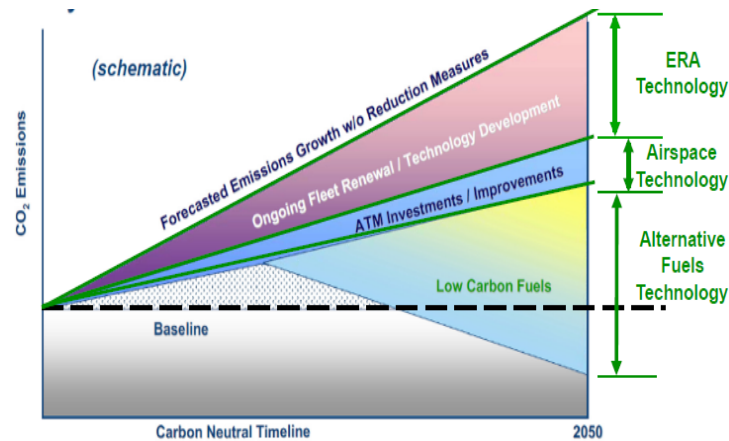 (schematic)
CO2 Emissions
Forecasted Emissions Growth w/o Reduction Measures
Ongoing Fleet Renewal / Technology Development
ATM Investments / Improvements
Low Carbon Fuels
Baseline
Carbon Neutral Timeline
2050
ERA
Technology
Airspace
Technology
Alternative
Fuels
Technology